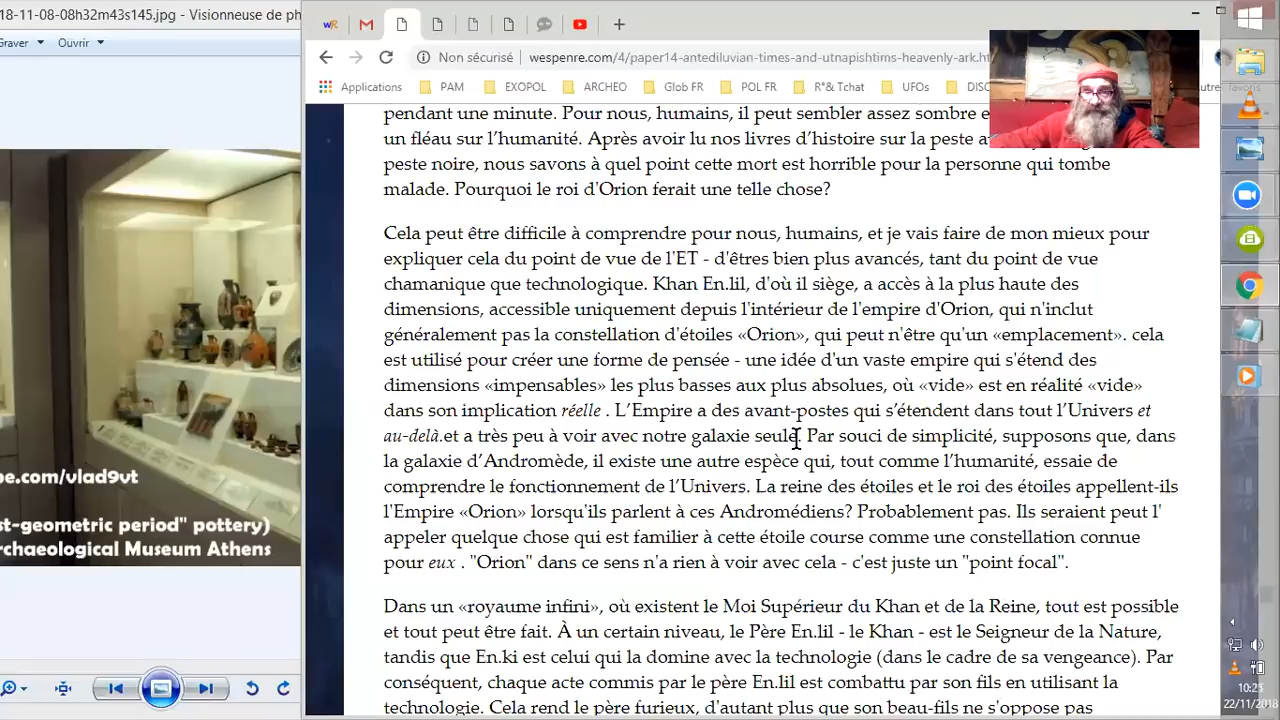 18-11-08-08h32m43s145.jpg - Visionneuse de ph
Graver
Ouvrir
Non sécurisé
wespenre.com/4/paper14-antediluvian-times-and-utnapishtims-heavenly-ark.ht
Applications
PAM
EXOPOL
ARCHEO
Glob FR
POL FR
R°& Tchat
UFOs
pendant une minute. Pour nous, humains, il peut sembler assez sombre
un fléau sur l'humanité. Après avoir lu nos livres d'histoire sur la peste
peste noire, nous savons à quel point cette mort est horrible pour la personne qui tombe
malade. Pourquoi le roi d'Orion ferait une telle chose?
Cela peut être difficile à comprendre pour nous, humains, et je vais faire de mon mieux pour
expliquer cela du point de vue de l'ET - d'êtres bien plus avancés, tant du point de vue
chamanique que technologique. Khan En.lil, d'où il siège, a accès à la plus haute des
dimensions, accessible uniquement depuis l'intérieur de l'empire d'Orion, qui n'inclut
généralement pas la constellation d'étoiles «Orion», qui peut n'être qu'un «emplacement». cela
est utilisé pour créer une forme de pensée - une idée d'un vaste empire qui s'étend des
dimensions «impensables» les plus basses aux plus absolues, où «vide» est en réalité «vide»
dans son implication réelle . L'Empire a des avant-postes qui s'étendent dans tout l'Univers et
au-delà.et a très peu à voir avec notre galaxie seule. Par souci de simplicité, supposons que, dans
la galaxie d'Andromède, il existe une autre espèce qui, tout comme l'humanité, essaie de
comprendre le fonctionnement de l'Univers. La reine des étoiles et le roi des étoiles appellent-ils
l'Empire «Orion» lorsqu'ils parlent à ces Andromédiens? Probablement pas. Ils seraient peut l'
appeler quelque chose qui est familier à cette étoile course comme une constellation connue
pour eux . "Orion" dans ce sens n'a rien à voir avec cela - c'est juste un "point focal".
Dans un «royaume infini», où existent le Moi Supérieur du Khan et de la Reine, tout est possible
et tout peut être fait. À un certain niveau, le Père En.lil - le Khan - est le Seigneur de la Nature,
tandis que En.ki est celui qui la domine avec la technologie (dans le cadre de sa vengeance). Par
conséquent, chaque acte commis par le père En.lil est combattu par son fils en utilisant la
technologie. Cela rend le père furieux, d'autant plus que son beau-fils ne s'oppose pas
be.com/vlad9vt
st-geometric period" pottery)
rchaeological Museum Athens
10:25
22/11/2018